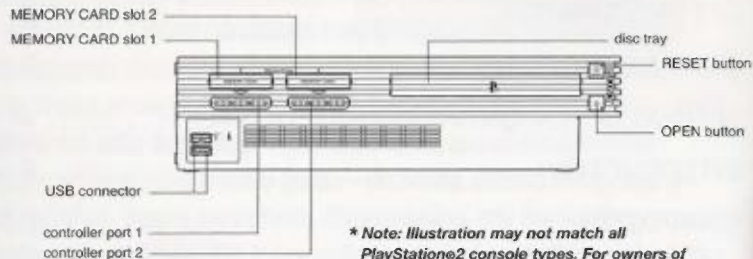 MEMORY CARD slot 2
MEMORY CARD slot 1
disc tray
RESET button
OPEN button
USB connector
controller port 1
controller port 2
* Note: Illustration may not match all
PlayStation®2 console types. For owners of